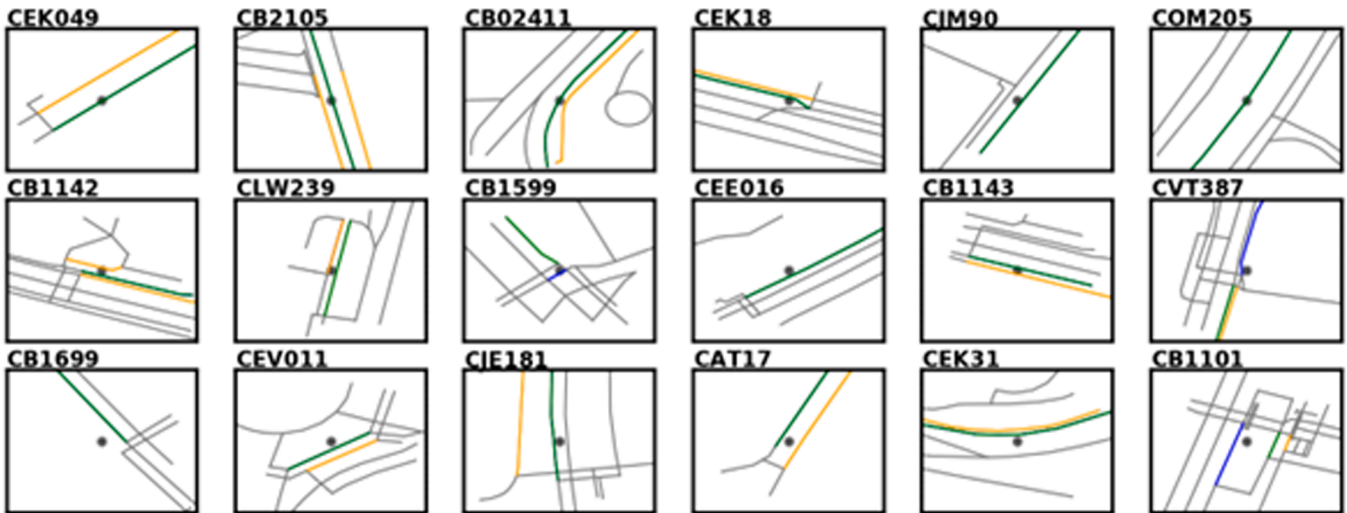 CEK049 CB2105 CB02411 CEK18 CJM90 COM205
CB1142 CLW239 CB1599 CEE016 CB1143 CVT387
CB1699 CEV011 CJE181 CAT17 CEK31 CB1101